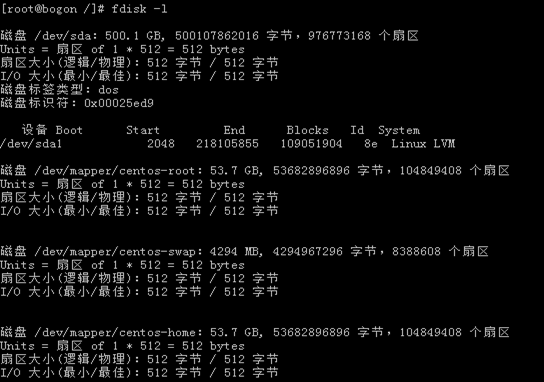 [root@bogon /]# fdisk -l
磁盘 /dev/sda: 500.1 GB, 500107862016 字节，976773168 个扇区
Units = 扇区 of 1 * 512 = 512 bytes
扇区大小(逻辑/物理): 512 字节 / 512 字节
I/O 大小(最小/最佳): 512 字节 / 512 字节
磁盘标签类型: dos
磁盘标识符: 0x00025ed9
设备 Boot Start End Blocks Id System
/dev/sda1 2048 218105855 109051904 8e Linux LVM
磁盘 /dev/mapper/centos-root: 53.7 GB, 53682896896 字节，104849408 个扇区
Units = 扇区 of 1 * 512 = 512 bytes
扇区大小(逻辑/物理): 512 字节 / 512 字节
I/O 大小(最小/最佳): 512 字节 / 512 字节
磁盘 /dev/mapper/centos-swap: 4294 MB, 4294967296 字节，8388608 个扇区
Units = 扇区 of 1 * 512 = 512 bytes
扇区大小(逻辑/物理): 512 字节 / 512 字节
I/O 大小(最小/最佳): 512 字节 / 512 字节
磁盘 /dev/mapper/centos-home: 53.7 GB, 53682896896 字节，104849408 个扇区
Units = 扇区 of 1 * 512 = 512 bytes
扇区大小(逻辑/物理): 512 字节 / 512 字节
I/O 大小(最小/最佳): 512 字节 / 512 字节